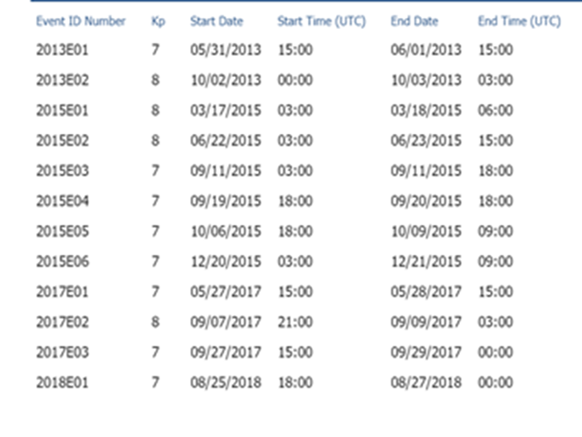 Event ID Number Kp Start Date Start Time (UTC) End Date End Time (UTC)
2013E01 7 05/31/2013 15:00 06/01/2013 15:00
2013E02 8 10/02/2013 00:00 10/03/2013 03:00
2015E01 8 03/17/2015 03:00 03/18/2015 06:00
2015E02 8 06/22/2015 03:00 06/23/2015 15:00
2015E03 7 09/11/2015 03:00 09/11/2015 18:00
2015E04 7 09/19/2015 18:00 09/20/2015 18:00
2015E05 7 10/06/2015 18:00 10/09/2015 09:00
2015E06 7 12/20/2015 03:00 12/21/2015 09:00
2017E01 7 05/27/2017 15:00 05/28/2017 15:00
2017E02 8 09/07/2017 21:00 09/09/2017 03:00
2017E03 7 09/27/2017 15:00 09/29/2017 00:00
2018E01 7 08/25/2018 18:00 08/27/2018 00:00